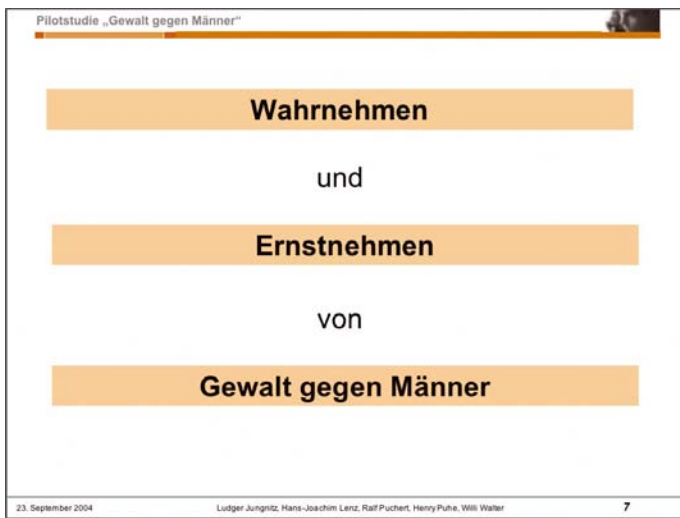 Pilotstudie „Gewalt gegen Männer“
Wahrnehmen
und
Ernstnehmen
von
Gewalt gegen Männer
23. September 2004 Ludger Jungnitz, Hans-Joachim Lenz, Ralf Puchert, Henry Puhe, Willi Walter 7